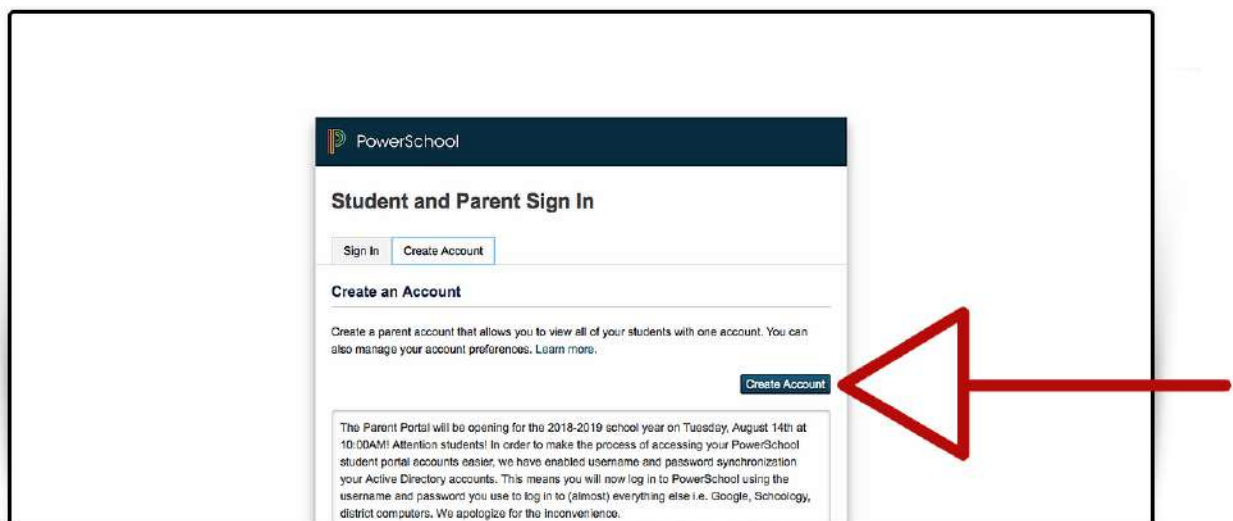 PowerSchool
Student and Parent Sign In
Sign In Create Account
Create an Account
Create a parent account that allows you to view all of your students with one account. You can
also manage your account preferences. Learn more.
Create Account
The Parent Portal will be opening for the 2018-2019 school year on Tuesday, August 14th at
10:00AM! Attention students! In order to make the process of accessing your PowerSchool
student portal accounts easier, we have enabled username and password synchronization
your Active Directory accounts. This means you will now log in to PowerSchool using the
username and password you use to log in to (almost) everything else i.e. Google, Schoology,
district computers. We apologize for the inconvenience.